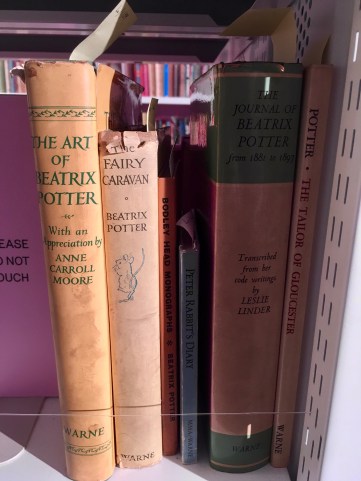 THE ART
OF
BEATRIX
POTTER
With an
Appreciation by
ANNE
CARROLL
MOORE
WARNE
The
FAIRY
CARAVAN
BEATRIX
POTTER
WARNE
BODLEY HEAD MONOGRAPHS • BEATRIX POTTER
PETER RABBIT'S DIARY
THE
JOURNAL OF
BEATRIX
POTTER
from 1881 to 1897
Transcribed
from her
code writings
by
LESLIE
LINDER
WARNE
POTTER • THE TAILOR OF GLOUCESTER
WARNE
EASE
O NOT
OUCH